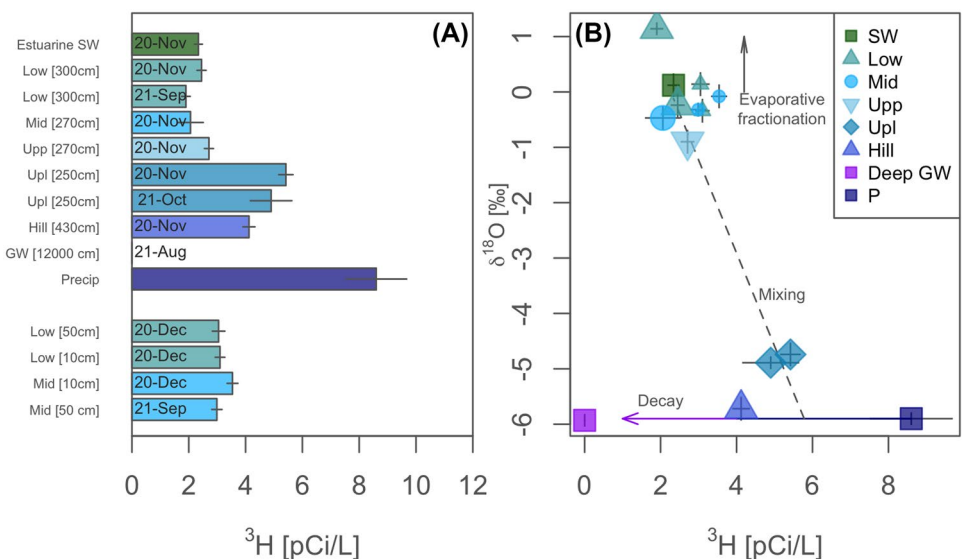 (A)
Estuarine SW 20-Nov
Low [300cm] 20-Nov
Low [300cm] 21-Sep
Mid [270cm] 20-Nov
Upp [270cm] 20-Nov
Upl [250cm] 20-Nov
Upl [250cm] 21-Oct
Hill [430cm] 20-Nov
GW [12000 cm] 21-Aug
Precip
Low [50cm] 20-Dec
Low [10cm] 20-Dec
Mid [10cm] 20-Dec
Mid [50 cm] 21-Sep
0 2 4 6 8 10 12
³H [pCi/L]
(B)
δ¹⁸O [‰]
1
0
-1
-2
-3
-4
-5
-6
SW
Low
Mid
Upp
Upl
Hill
Deep GW
P
Evaporative
fractionation
Mixing
Decay
0 2 4 6 8
³H [pCi/L]